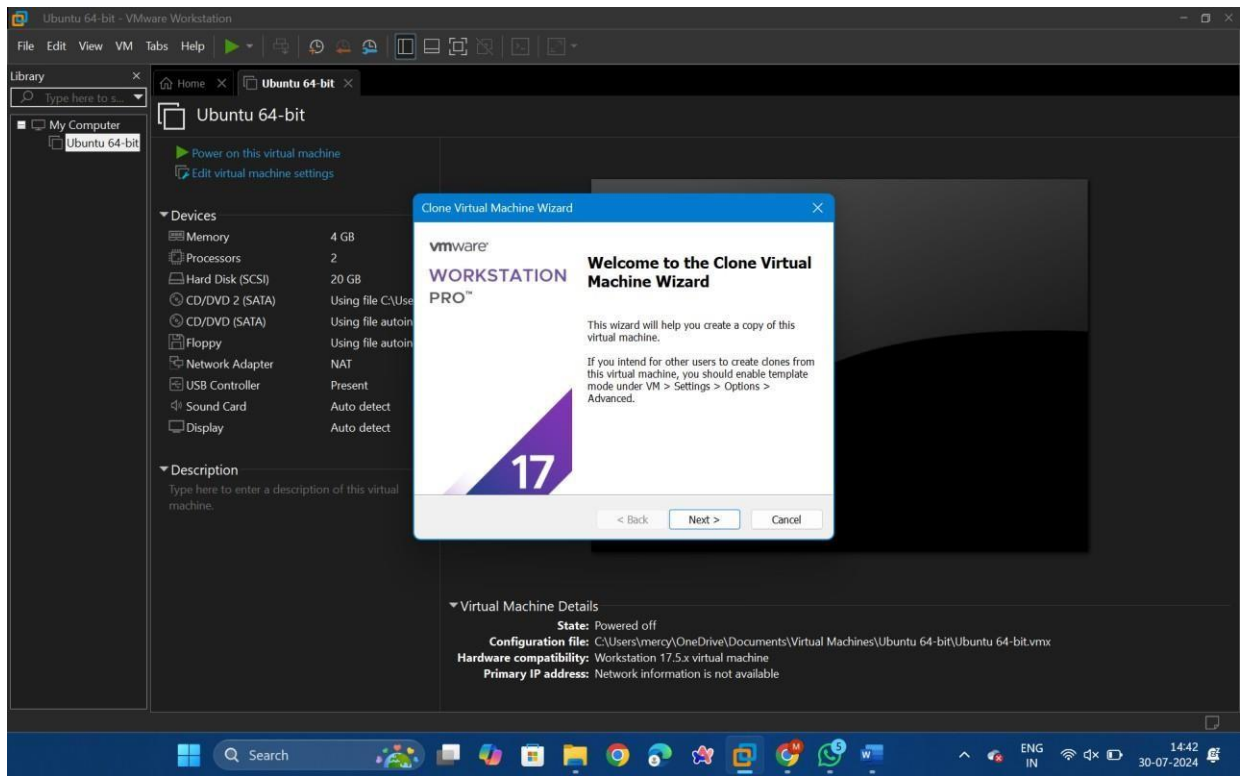 Ubuntu 64-bit - VMware Workstation
File Edit View VM Tabs Help
Library
Type here to s...
My Computer
Ubuntu 64-bit
Home
Ubuntu 64-bit
Ubuntu 64-bit
Power on this virtual machine
Edit virtual machine settings
Devices
Memory 4 GB
Processors 2
Hard Disk (SCSI) 20 GB
CD/DVD 2 (SATA) Using file C:\Use
CD/DVD (SATA) Using file autoin
Floppy Using file autoin
Network Adapter NAT
USB Controller Present
Sound Card Auto detect
Display Auto detect
Description
Type here to enter a description of this virtual
machine.
Clone Virtual Machine Wizard
vmware
WORKSTATION
PRO™
17
Welcome to the Clone Virtual
Machine Wizard
This wizard will help you create a copy of this
virtual machine.
If you intend for other users to create clones from
this virtual machine, you should enable template
mode under VM > Settings > Options >
Advanced.
< Back Next > Cancel
Virtual Machine Details
State: Powered off
Configuration file: C:\Users\mercy\OneDrive\Documents\Virtual Machines\Ubuntu 64-bit\Ubuntu 64-bit.vmx
Hardware compatibility: Workstation 17.5.x virtual machine
Primary IP address: Network information is not available
Search
M
5
W
ENG
IN
14:42
30-07-2024